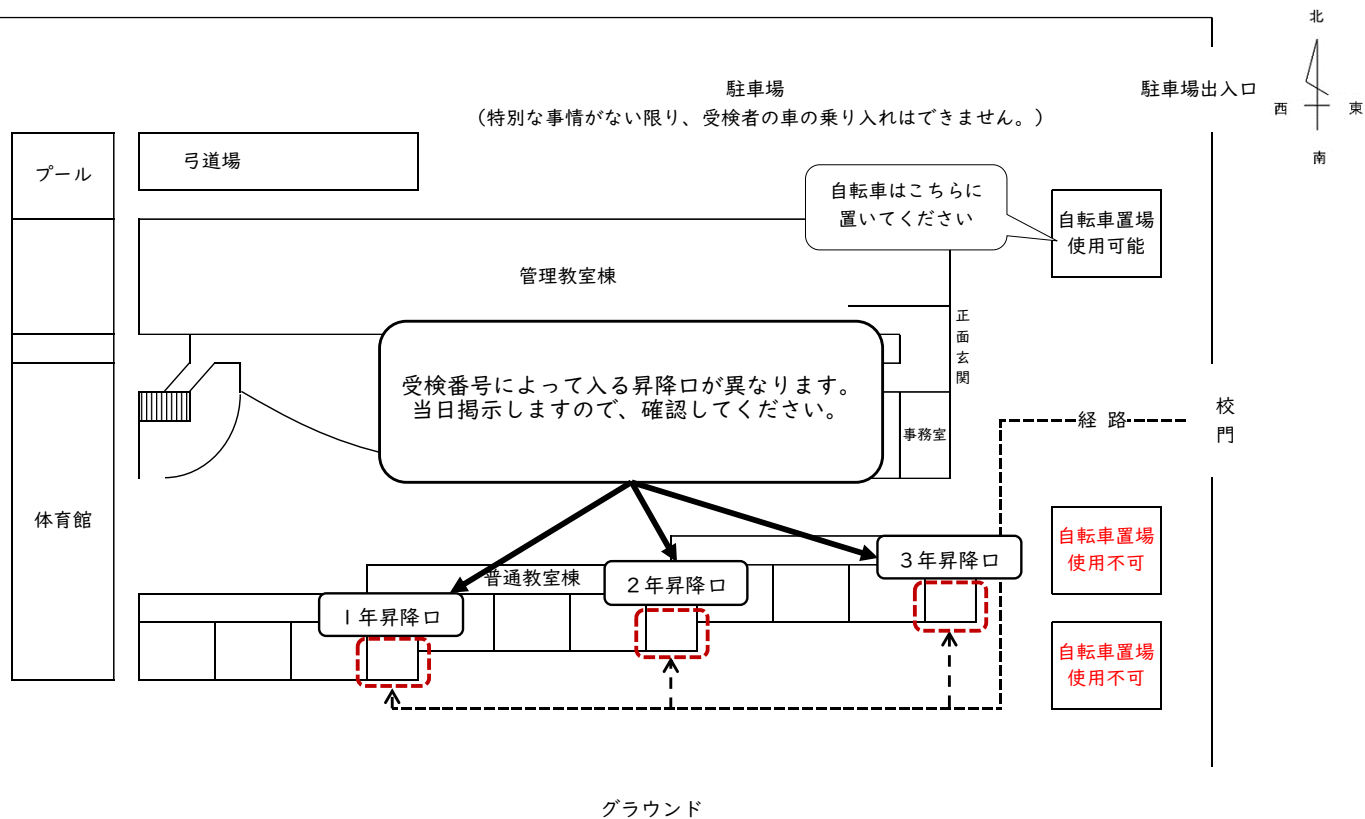 北
西
東
南
駐車場
(特別な事情がない限り、受検者の車の乗り入れはできません。)
駐車場出入口
プール
弓道場
自転車はこちらに
置いてください
自転車置場
使用可能
管理教室棟
正面玄関
受検番号によって入る昇降口が異なります。
当日掲示しますので、確認してください。
事務室
経路
校門
体育館
自転車置場
使用不可
3年昇降口
普通教室棟
2年昇降口
1年昇降口
自転車置場
使用不可
グラウンド